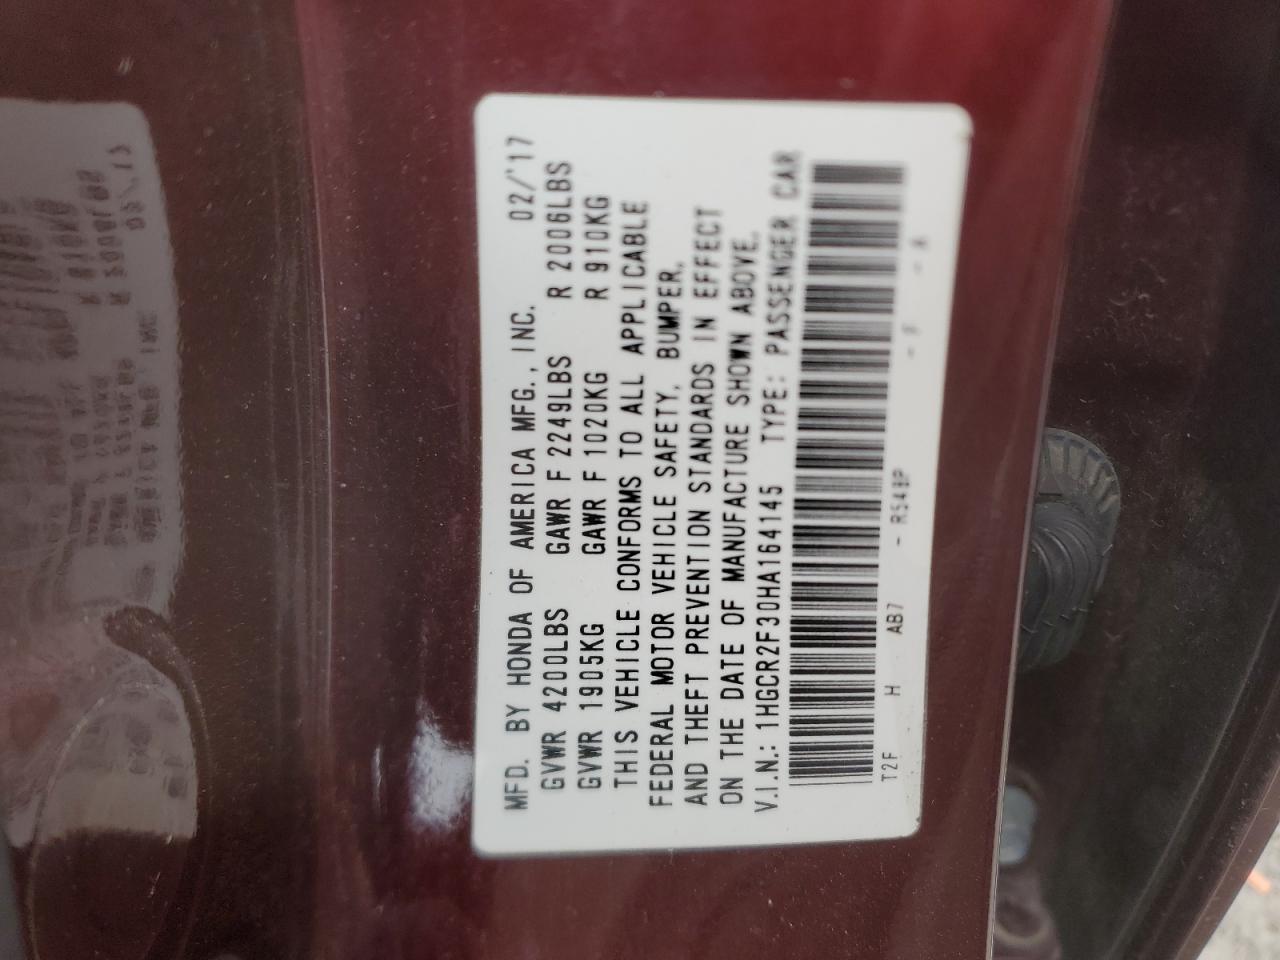 MFD. BY HONDA OF AMERICA MFG., INC. 02/'17
GVWR 4200LBS GAWR F 2249LBS R 2006LBS
GVWR 1905KG GAWR F 1020KG R 910KG
THIS VEHICLE CONFORMS TO ALL APPLICABLE
FEDERAL MOTOR VEHICLE SAFETY, BUMPER,
AND THEFT PREVENTION STANDARDS IN EFFECT
ON THE DATE OF MANUFACTURE SHOWN ABOVE.
V.I.N.: 1HGCR2F30HA164145 TYPE: PASSENGER CAR
T2F H AB7 - R548P - F - A